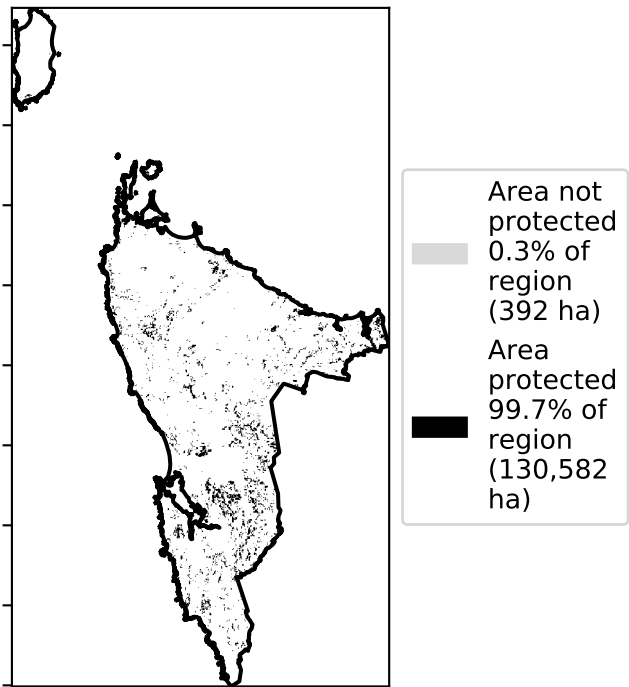 Area not
protected
0.3% of
region
(392 ha)
Area
protected
99.7% of
region
(130,582
ha)